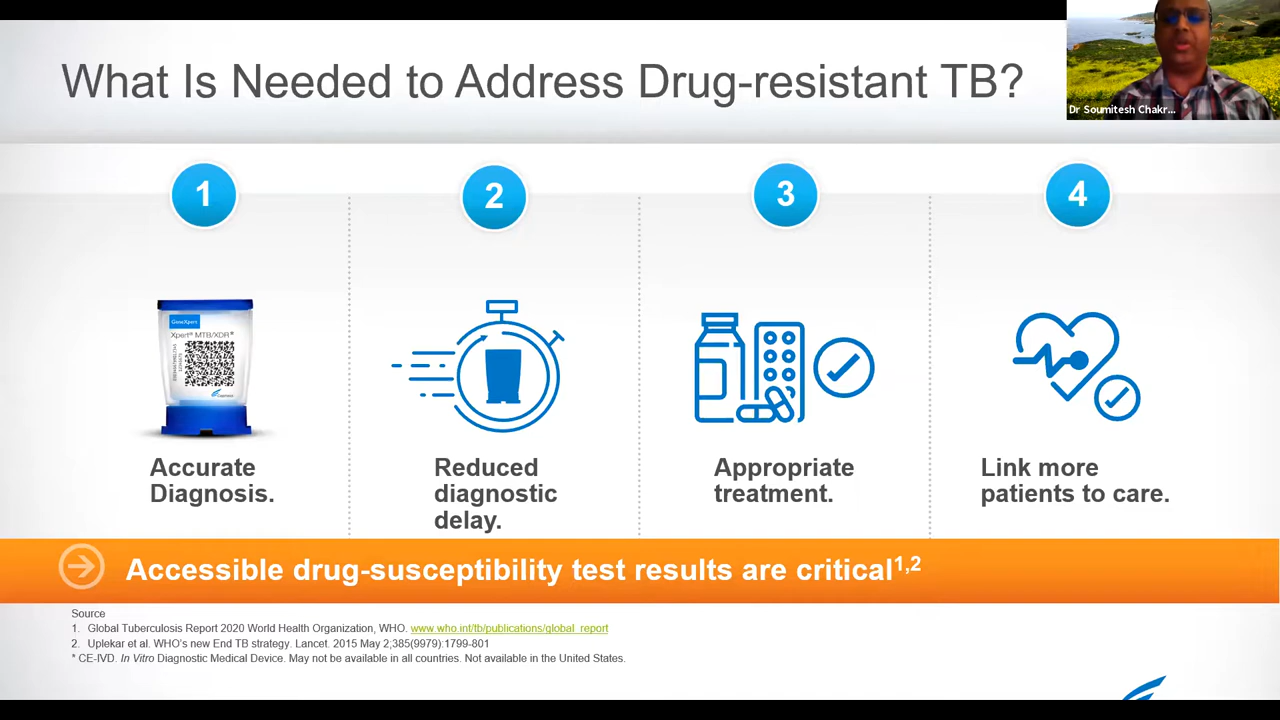 What Is Needed to Address Drug-resistant TB?
Dr Soumitesh Chakr...
1
2
3
4
GeneXpert
Xpert® MTB/XDR*
Accurate
Diagnosis.
Reduced
diagnostic
delay.
Appropriate
treatment.
Link more
patients to care.
Accessible drug-susceptibility test results are critical1,2
Source
1. Global Tuberculosis Report 2020 World Health Organization, WHO. www.who.int/tb/publications/global_report
2. Uplekar et al. WHO's new End TB strategy. Lancet. 2015 May 2;385(9979):1799-801
* CE-IVD. In Vitro Diagnostic Medical Device. May not be available in all countries. Not available in the United States.